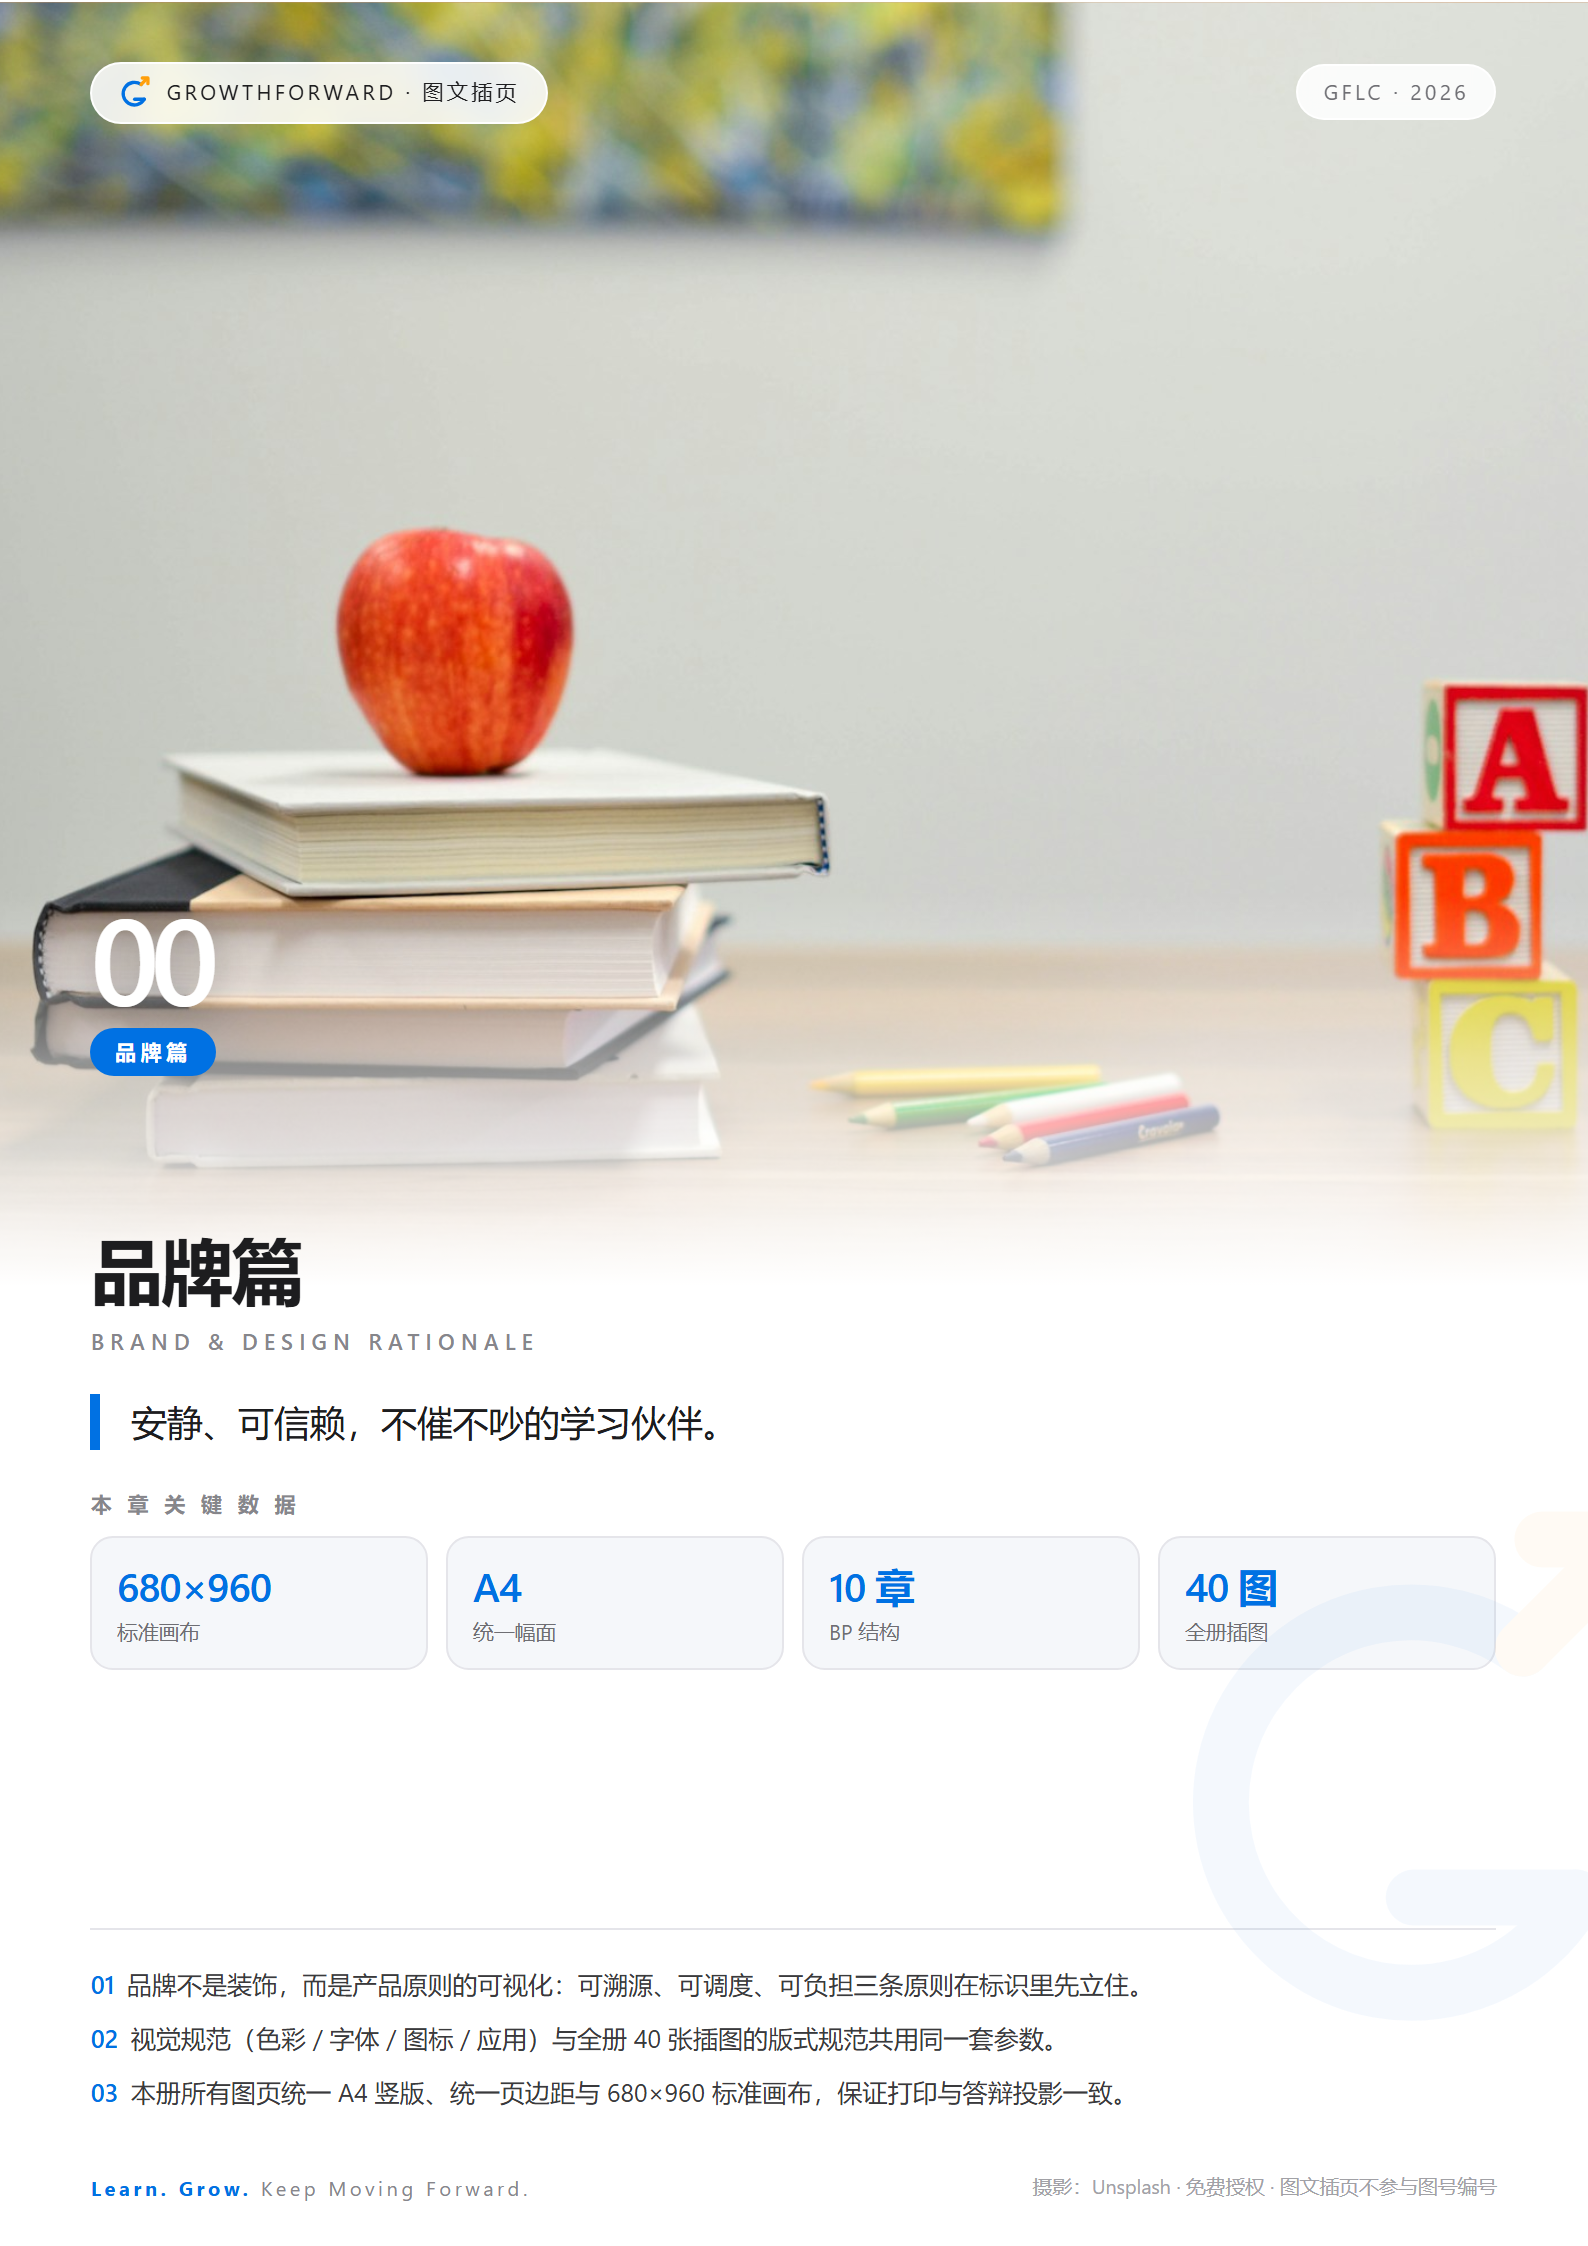 GROWTHFORWARD · 图文插页
GFLC · 2026
A
B
C
00
品牌篇
Crayola
品牌篇
BRAND & DESIGN RATIONALE
安静、可信赖，不催不吵的学习伙伴。
本章关键数据
680×960
标准画布
A4
统一幅面
10 章
BP 结构
40 图
全册插图
01 品牌不是装饰，而是产品原则的可视化：可溯源、可调度、可负担三条原则在标识里先立住。
02 视觉规范（色彩 / 字体 / 图标 / 应用）与全册 40 张插图的版式规范共用同一套参数。
03 本册所有图页统一 A4 竖版、统一页边距与 680×960 标准画布，保证打印与答辩投影一致。
Learn. Grow. Keep Moving Forward.
摄影：Unsplash · 免费授权 · 图文插页不参与图号编号